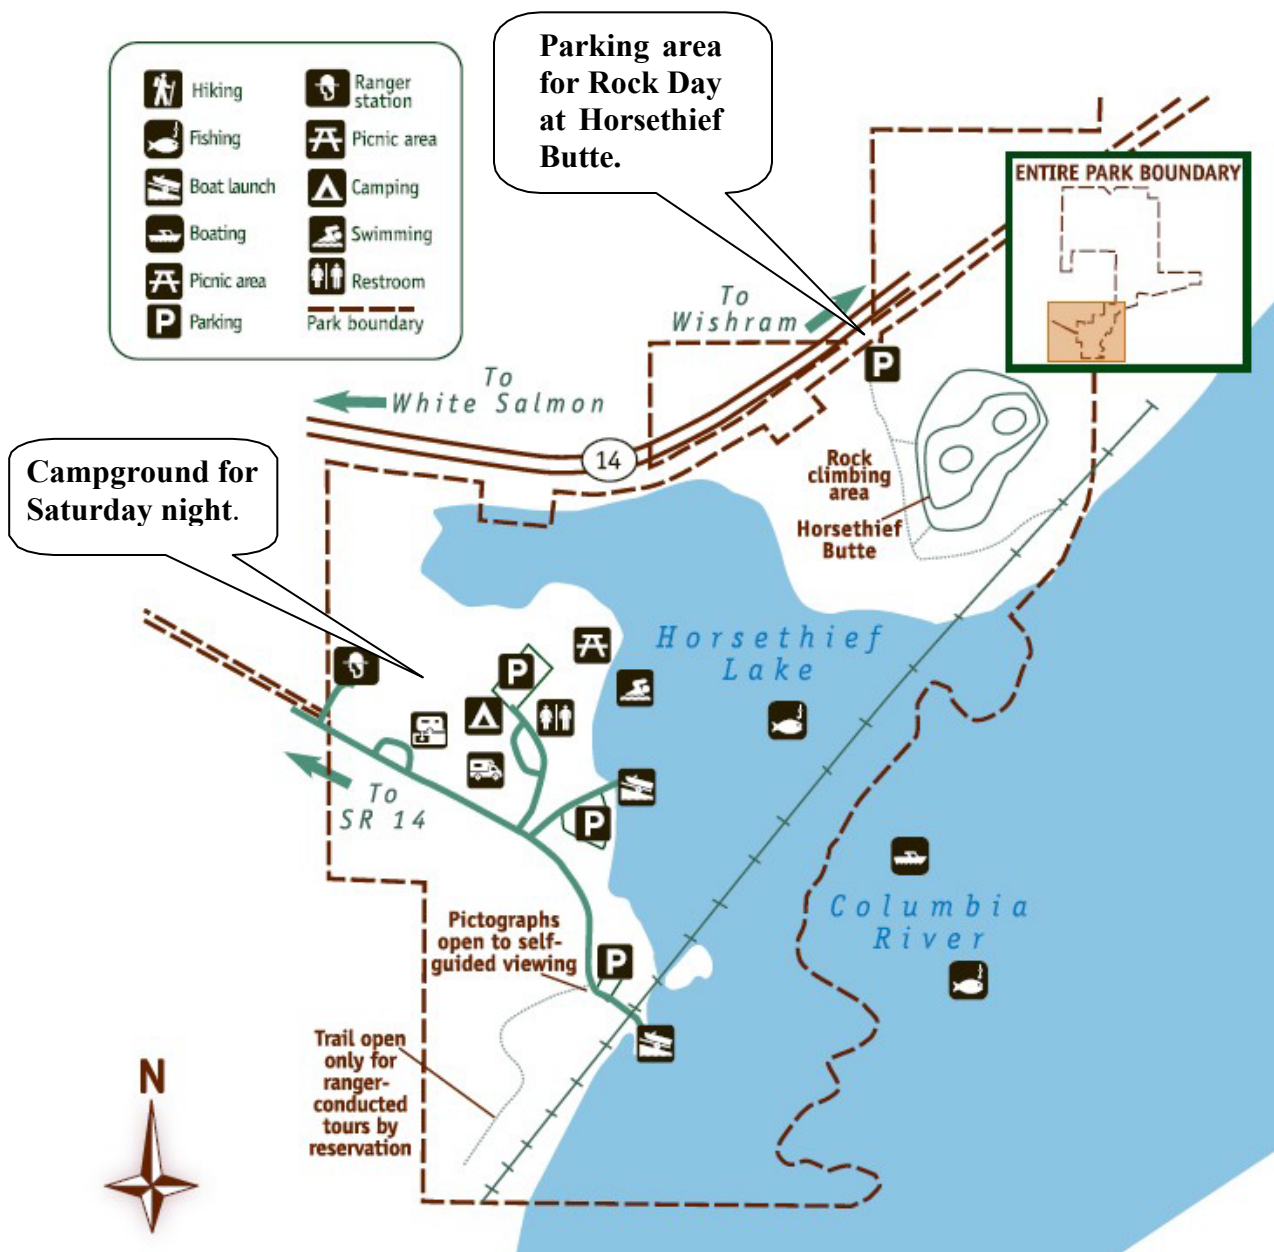 Parking area
for Rock Day
at Horsethief
Butte.
Hiking
Fishing
Boat launch
Boating
Picnic area
P
Parking
Ranger
station
Picnic area
Camping
Swimming
Restroom
Park boundary
ENTIRE PARK BOUNDARY
To
Wishram
P
To
White Salmon
14
Campground for
Saturday night.
Rock
climbing
area
Horsethief
Butte
Horsethief
Lake
P
To
SR 14
P
Columbia
River
Pictographs
open to self-
guided viewing
P
Trail open
only for
ranger-
conducted
tours by
reservation
N